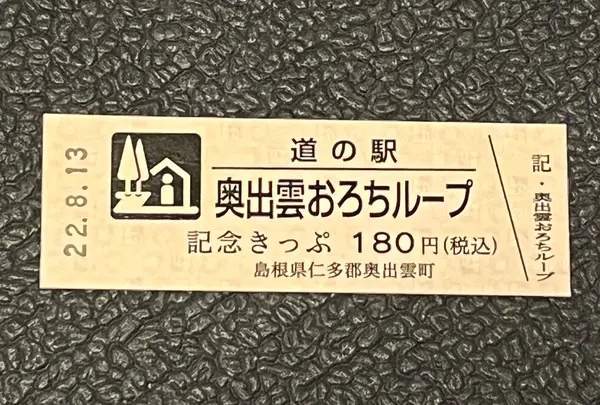 22.8.13
道の駅
奥出雲おろちループ
記念きっぷ 180円(税込)
島根県仁多郡奥出雲町
記・奥出雲おろちループ